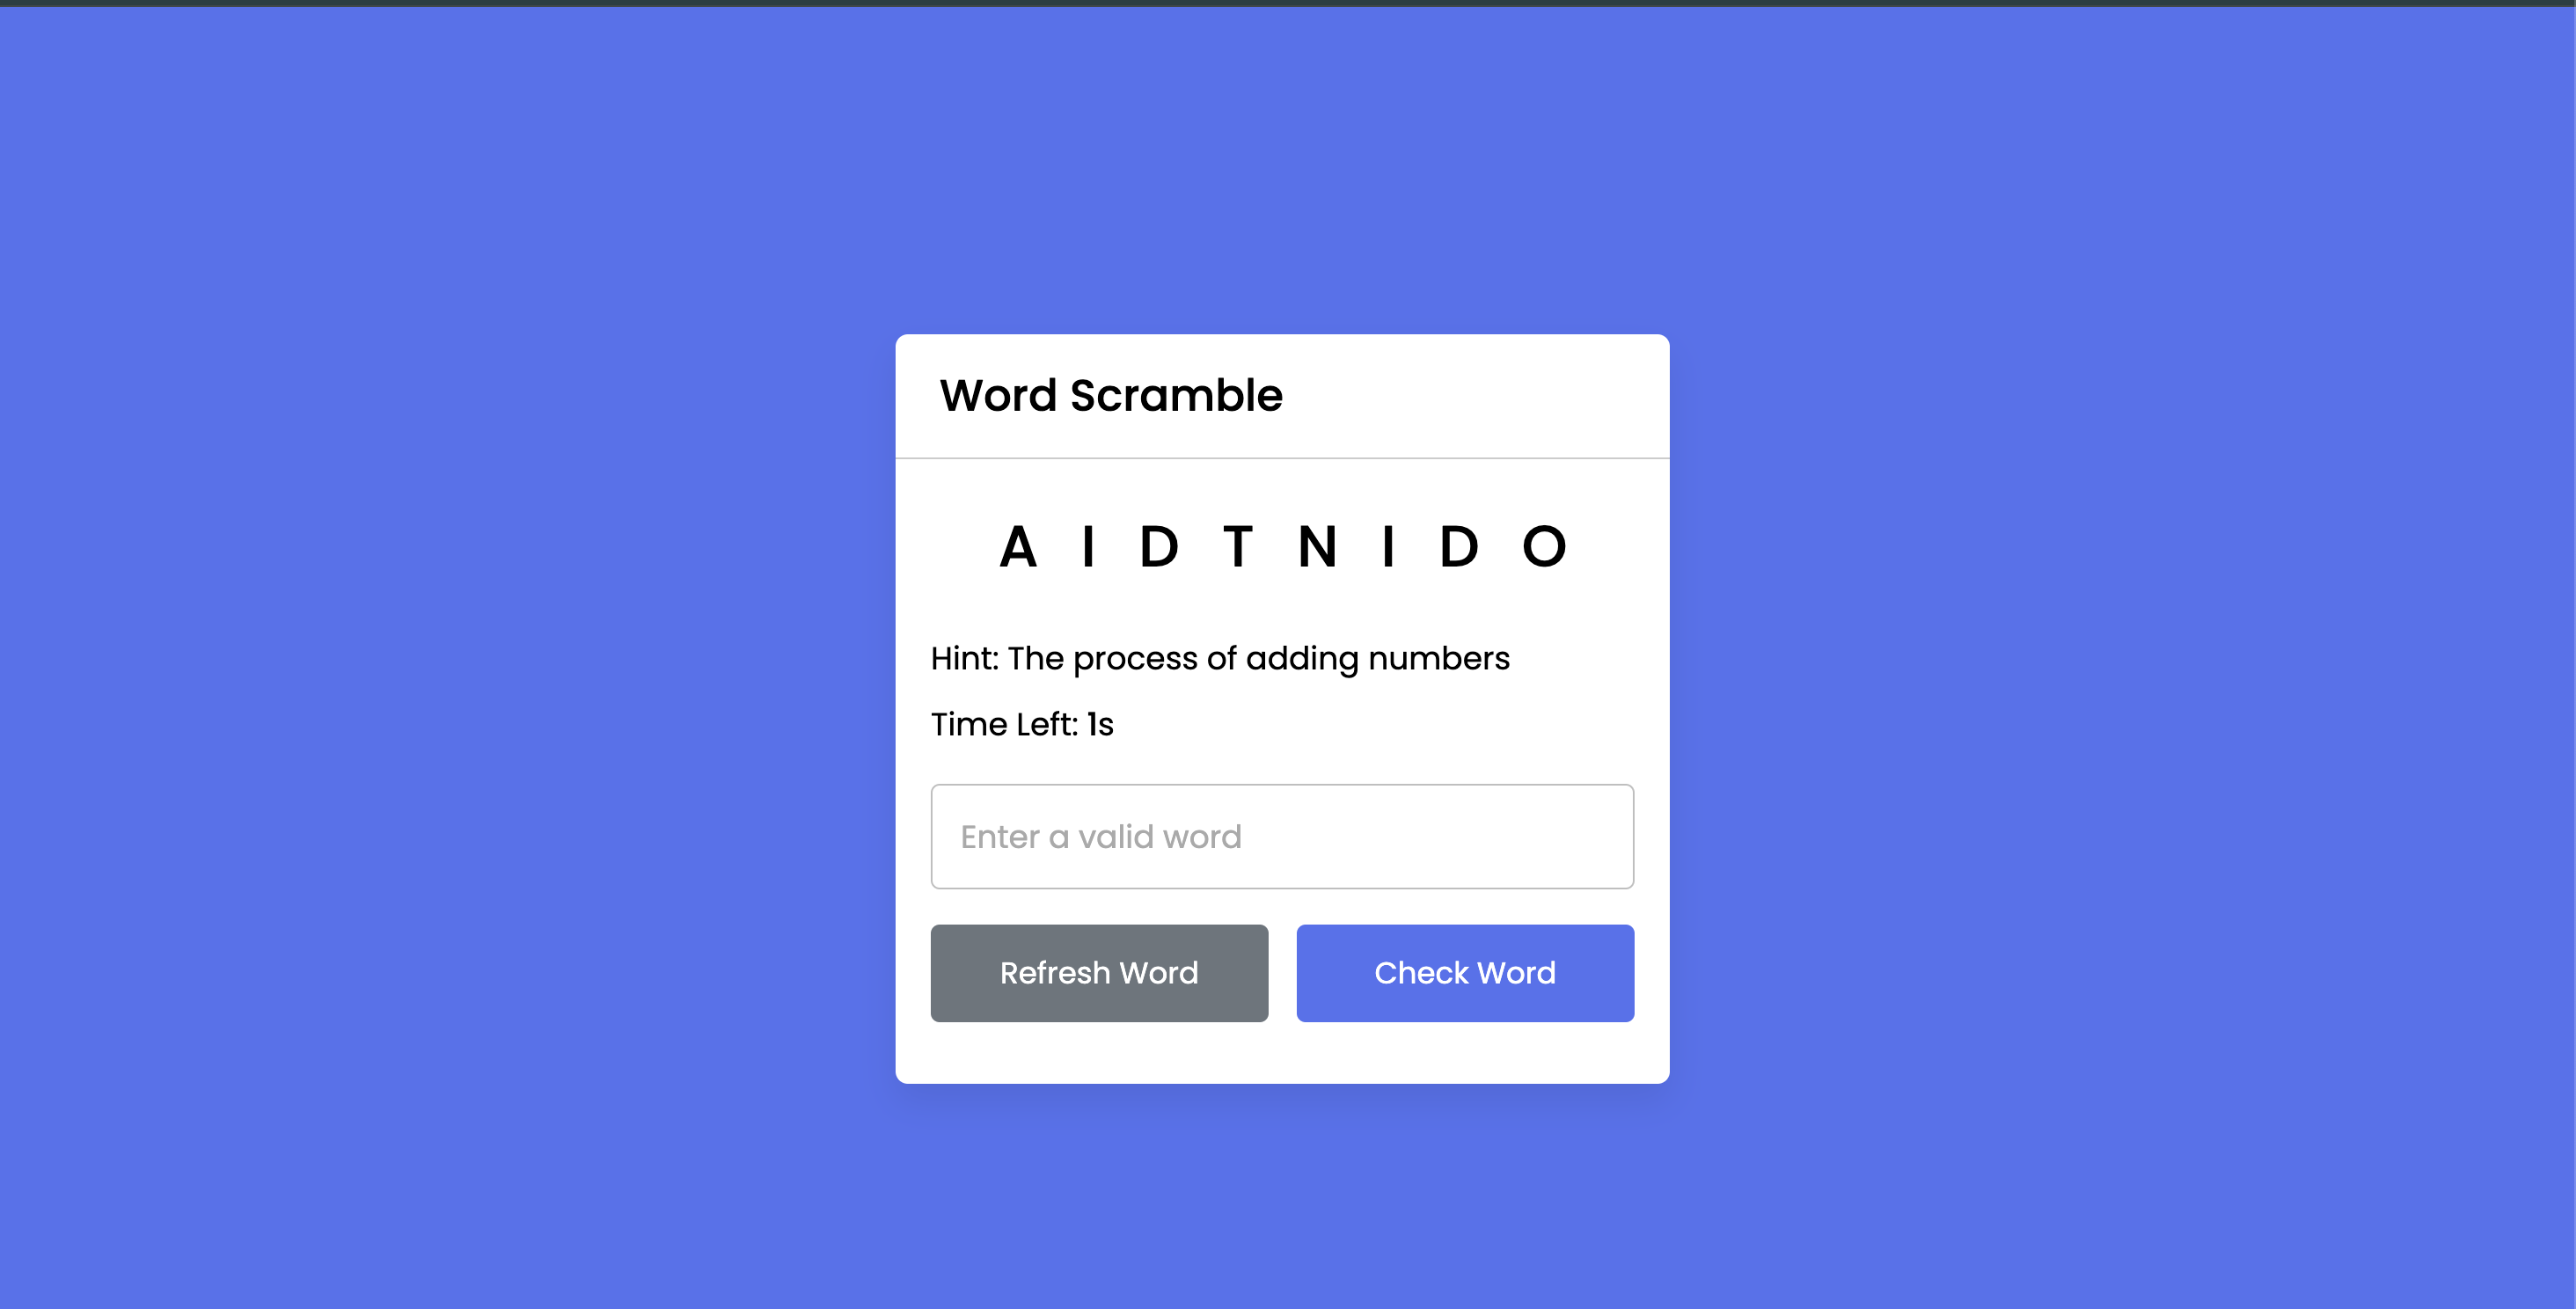 Word Scramble
A I D T N I D O
Hint: The process of adding numbers
Time Left: 1s
Enter a valid word
Refresh Word Check Word